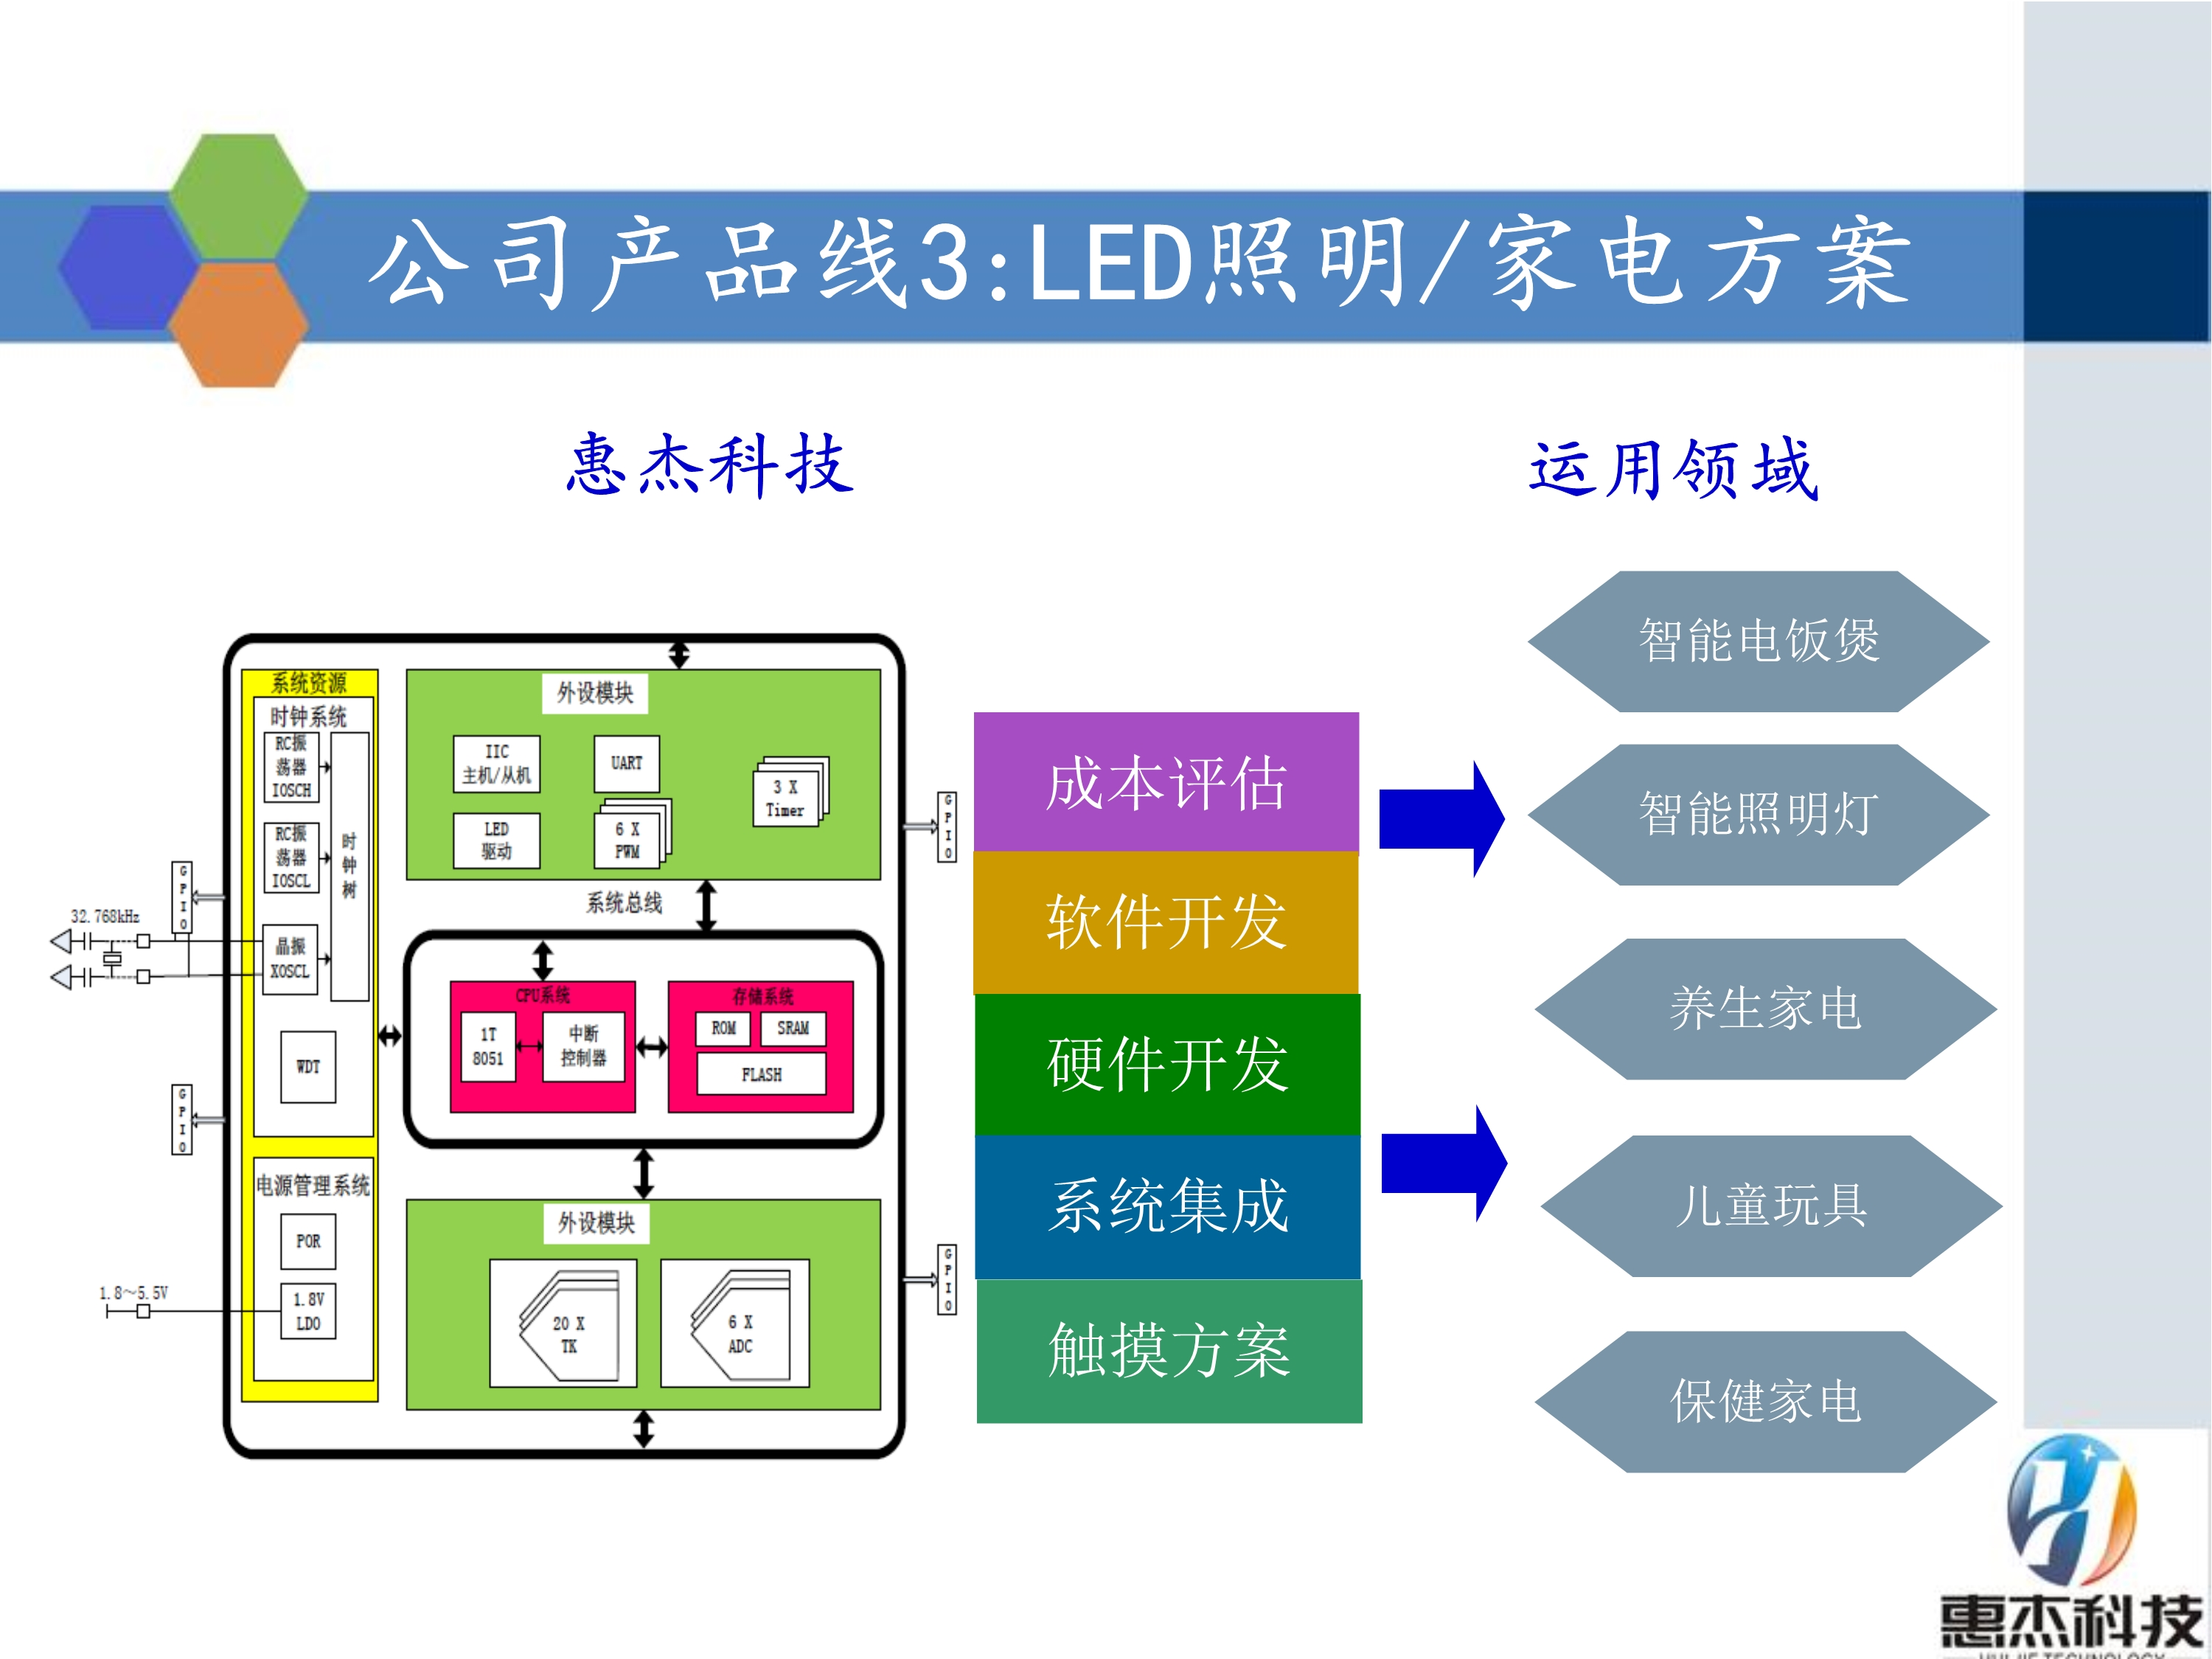 公司产品线3:LED照明/家电方案
惠杰科技
运用领域
系统资源
时钟系统
RC振
荡器
IOSCH
RC振
荡器
IOSCL
时
钟
树
晶振
XOSCL
WDT
电源管理系统
POR
1.8V
LDO
32.768kHz
1.8～5.5V
G
P
I
O
G
P
I
O
外设模块
IIC
主机/从机
UART
3 X
Timer
LED
驱动
6 X
PWM
系统总线
CPU系统
1T
8051
中断
控制器
存储系统
ROM
SRAM
FLASH
外设模块
20 X
TK
6 X
ADC
G
P
I
O
G
P
I
O
成本评估
软件开发
硬件开发
系统集成
触摸方案
智能电饭煲
智能照明灯
养生家电
儿童玩具
保健家电
惠杰科技
HUIJIE TECHNOLOGY